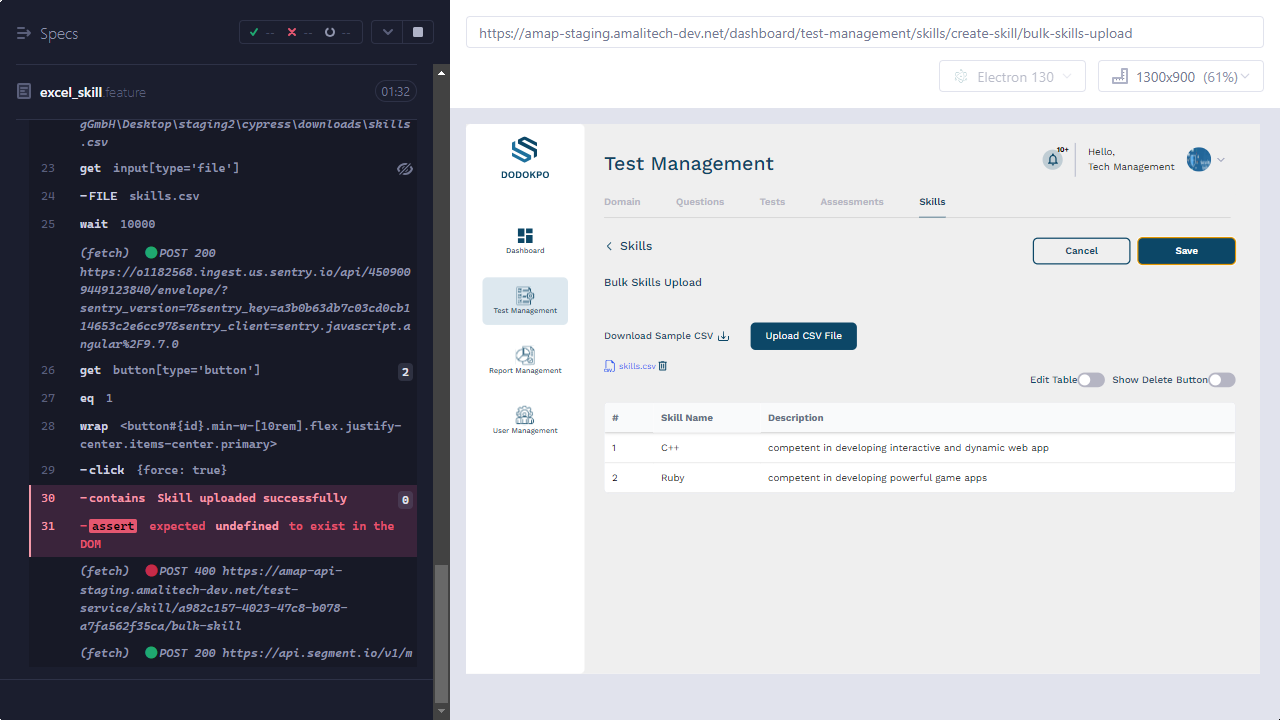 Specs
-- -- --
https://amap-staging.amalitech-dev.net/dashboard/test-management/skills/create-skill/bulk-skills-upload
Electron 130
1300x900 (61%)
excel_skill.feature
01:32
gGmbH\Desktop\staging2\cypress\downloads\skills
.csv
23 get input[type='file']
24 -FILE skills.csv
25 wait 10000
(fetch) POST 200
https://o1182568.ingest.us.sentry.io/api/450900
9449123840/envelope/?
sentry_version=7&sentry_key=a3b0b63db7c03cd0cb1
14653c2e6cc97&sentry_client=sentry.javascript.a
ngular%2F9.7.0
26 get button[type='button'] 2
27 eq 1
28 wrap <button#{id}.min-w-[10rem].flex.justify-
center.items-center.primary>
29 -click {force: true}
30 -contains Skill uploaded successfully 0
31 -assert expected undefined to exist in the
DOM
(fetch) POST 400 https://amap-api-
staging.amalitech-dev.net/test-
service/skill/a982c157-4023-47c8-b078-
a7fa562f35ca/bulk-skill
(fetch) POST 200 https://api.segment.io/v1/m
DODOKPO
Dashboard
Test Management
Report Management
User Management
Test Management
10+
Hello,
Tech Management
Domain Questions Tests Assessments Skills
Skills
Cancel
Save
Bulk Skills Upload
Download Sample CSV
Upload CSV File
skills.csv
Edit Table
Show Delete Button
# Skill Name Description
1 C++ competent in developing interactive and dynamic web app
2 Ruby competent in developing powerful game apps